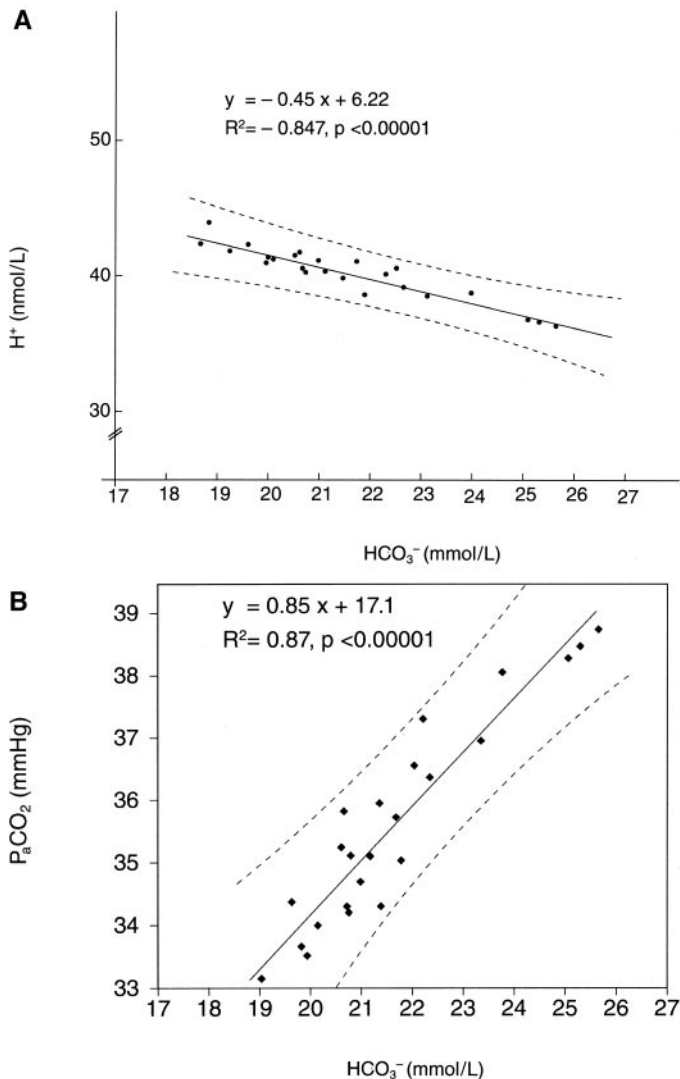 A
y = – 0.45 x + 6.22
R²= – 0.847, p <0.00001
50
40
30
H⁺ (nmol/L)
17 18 19 20 21 22 23 24 25 26 27
HCO₃⁻ (mmol/L)
B
y = 0.85 x + 17.1
R²= 0.87, p <0.00001
39
38
37
36
35
34
33
PₐCO₂ (mmHg)
17 18 19 20 21 22 23 24 25 26 27
HCO₃⁻ (mmol/L)